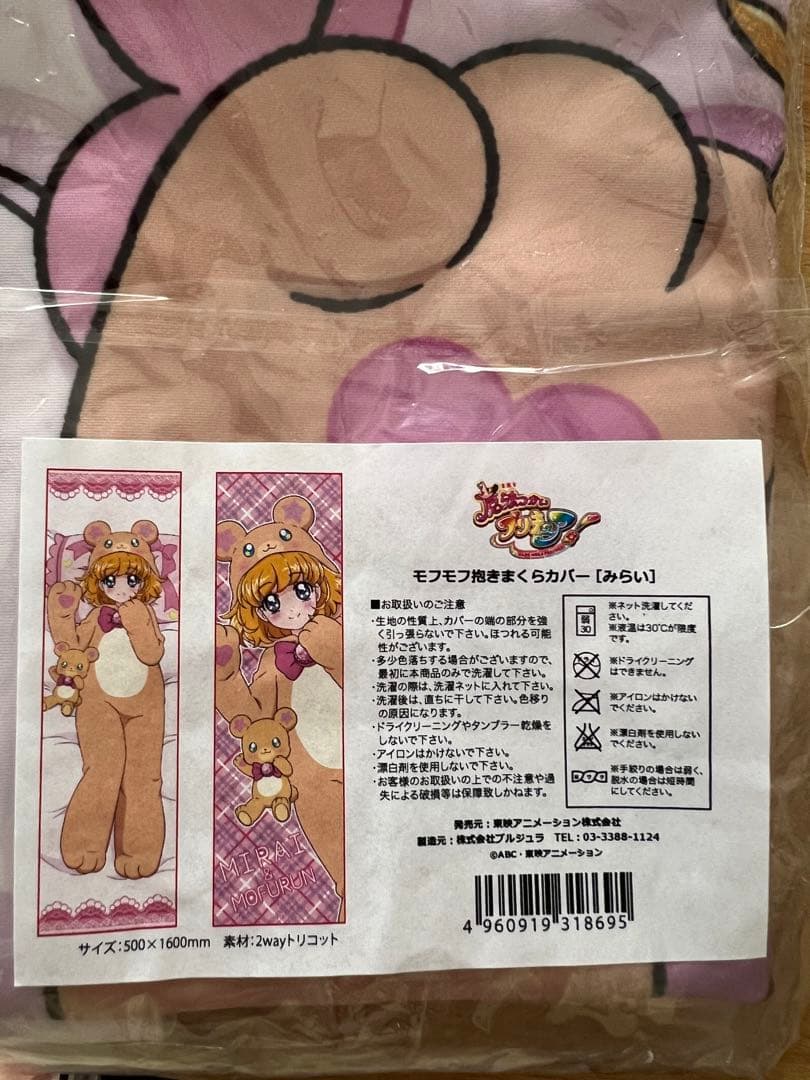 魔法つかい
プリキュア
モフモフ抱きまくらカバー［みらい］
■お取扱いのご注意
・生地の性質上、カバーの端の部分を強
く引っ張らないで下さい。ほつれる可能
性がございます。
・多少色落ちする場合がございますので、
最初に本商品のみで洗濯して下さい。
・洗濯の際は、洗濯ネットに入れて下さい。
・洗濯後は、直ちに干して下さい。色移り
の原因になります。
・ドライクリーニングやタンブラー乾燥を
しないで下さい。
・アイロンはかけないで下さい。
・漂白剤を使用しないで下さい。
・お客様のお取扱いの上での不注意や過
失による破損等は保障致しかねます。
弱
30
※ネット洗濯してくだ
さい。
※液温は30℃が限度
です。
※ドライクリーニング
はできません。
※アイロンはかけない
でください。
※漂白剤を使用しない
でください。
※手絞りの場合は弱く、
脱水の場合は短時間
にしてください。
発売元：東映アニメーション株式会社
製造元：株式会社ブルジュラ TEL：03-3388-1124
©ABC・東映アニメーション
4 960919 318695
MIRAI
&
MOFURUN
サイズ：500×1600mm 素材：2wayトリコット